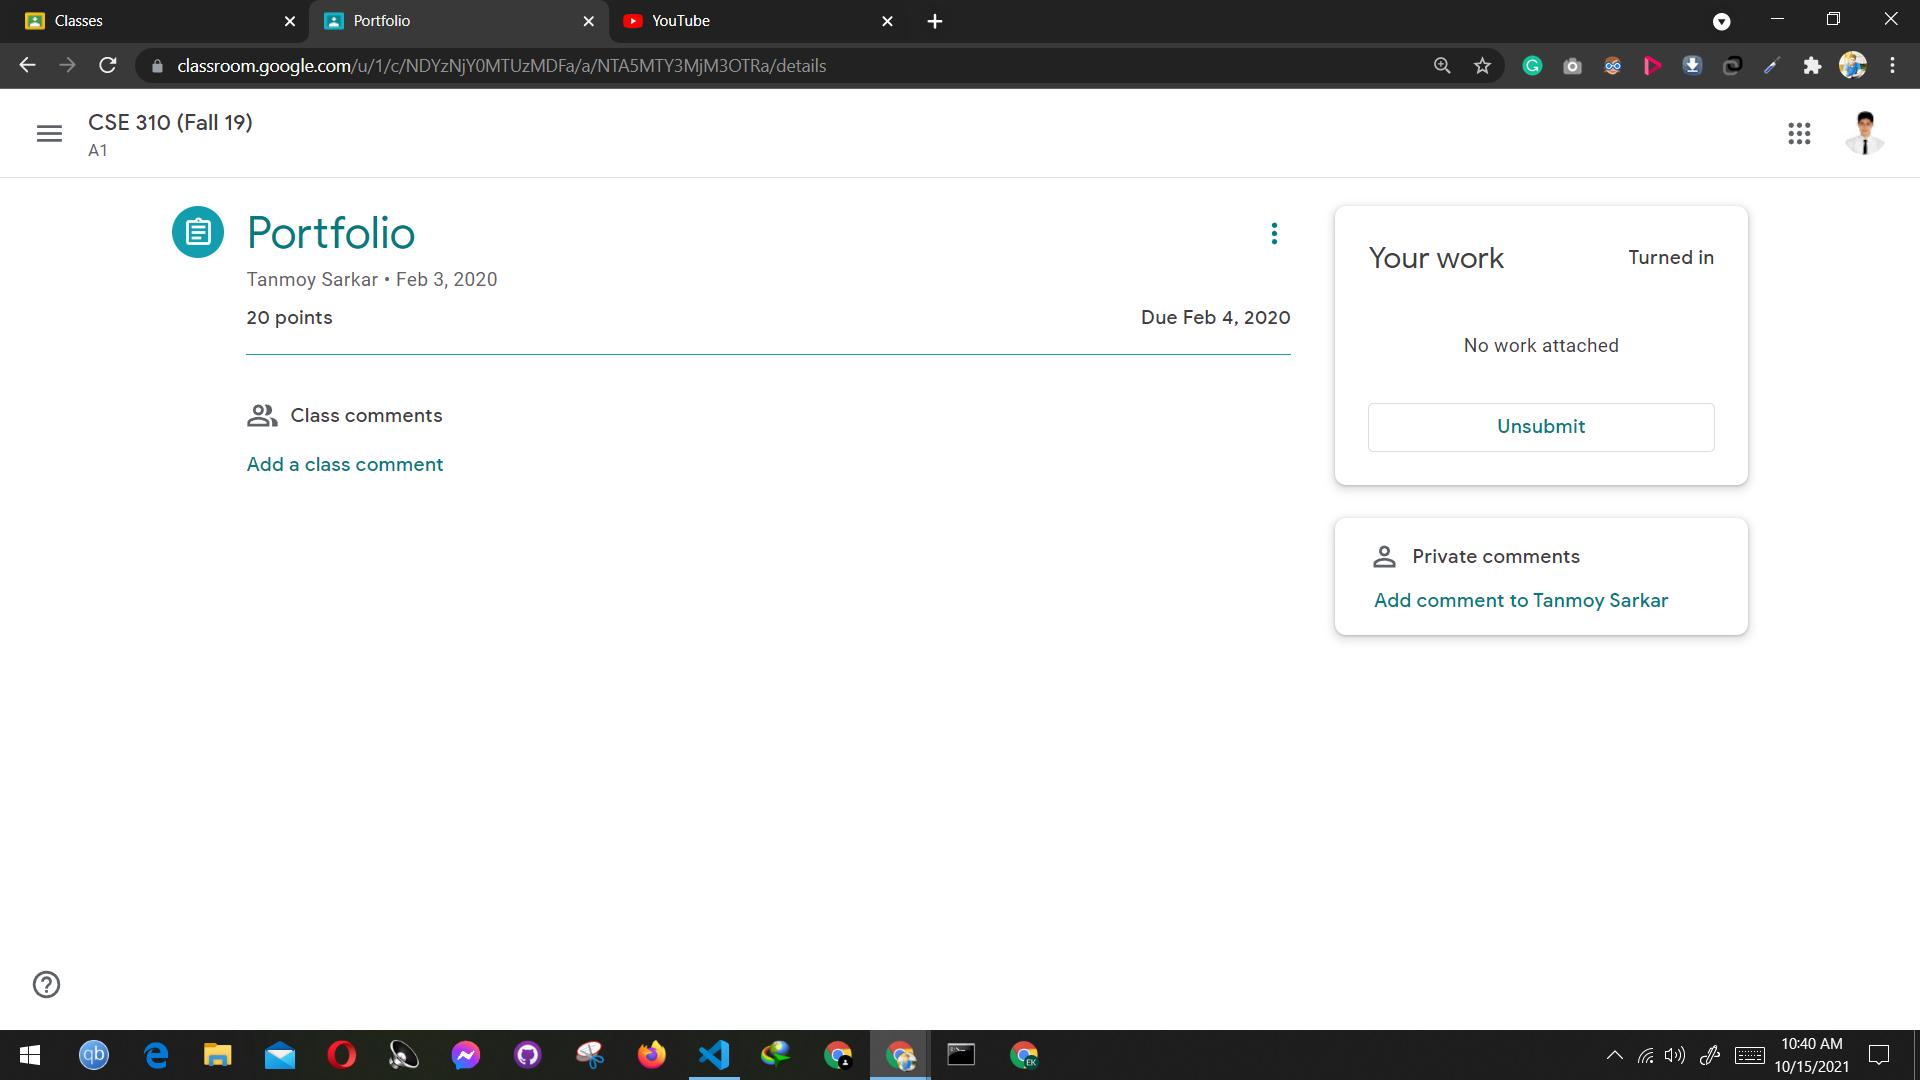 Classes
Portfolio
YouTube
classroom.google.com/u/1/c/NDYzNjY0MTUzMDFa/a/NTA5MTY3MjM3OTRa/details
CSE 310 (Fall 19)
A1
Portfolio
Tanmoy Sarkar • Feb 3, 2020
20 points
Due Feb 4, 2020
Class comments
Add a class comment
Your work
Turned in
No work attached
Unsubmit
Private comments
Add comment to Tanmoy Sarkar
qb
EK
10:40 AM
10/15/2021